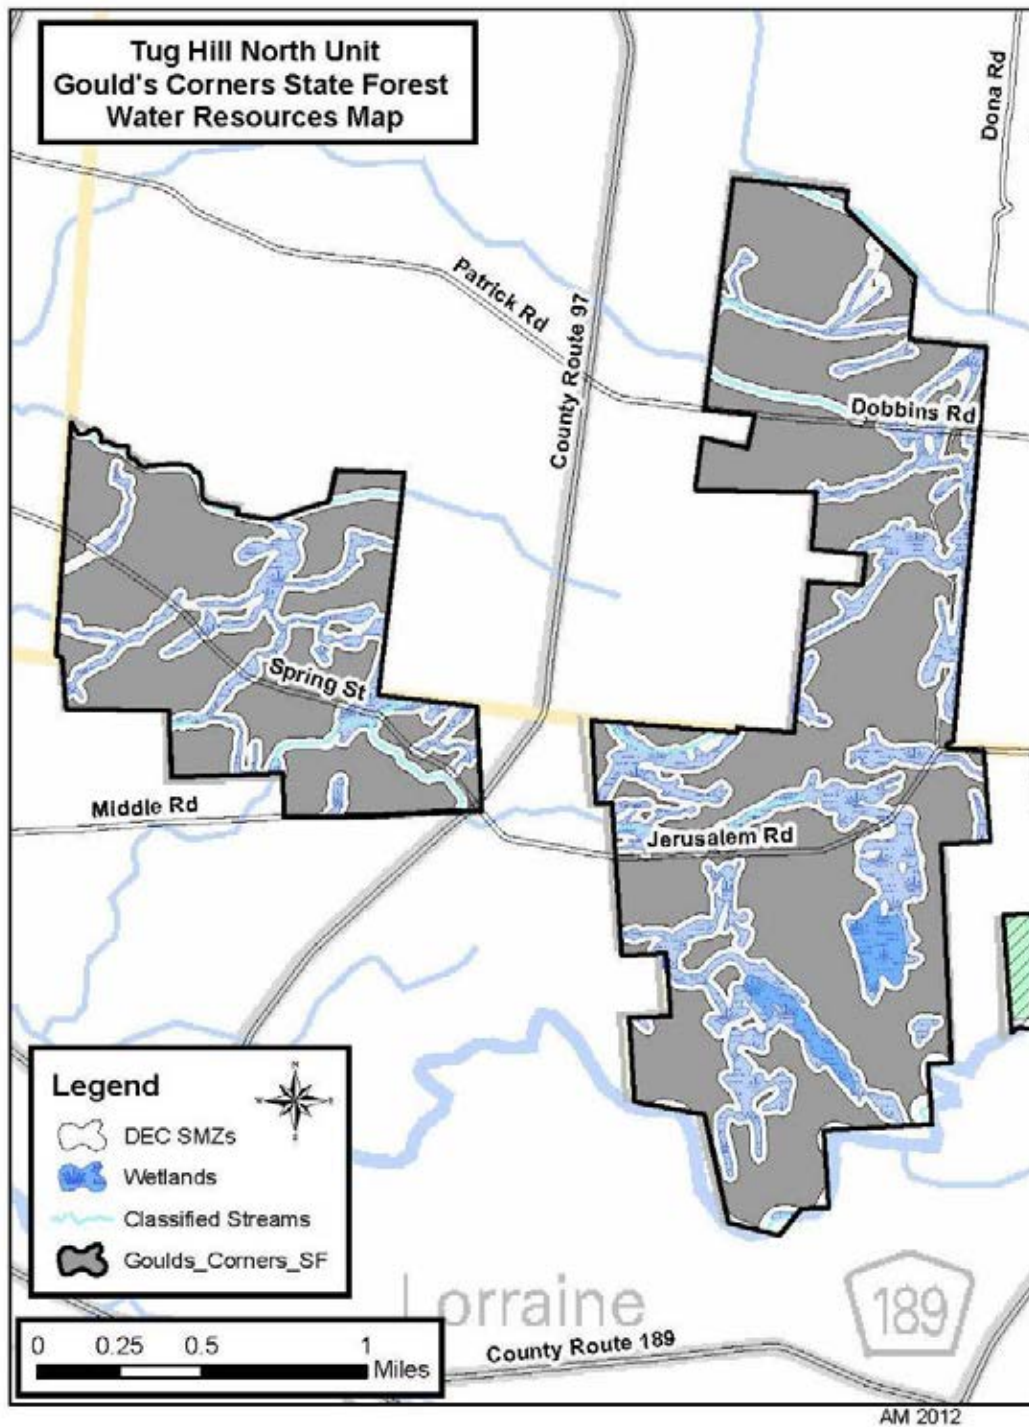 Tug Hill North Unit
Gould's Corners State Forest
Water Resources Map
Dona Rd
Patrick Rd
County Route 97
Dobbins Rd
Spring St
Middle Rd
Jerusalem Rd
Legend
DEC SMZs
Wetlands
Classified Streams
Goulds_Corners_SF
Lorraine
189
County Route 189
0 0.25 0.5 1
Miles
AM 2012